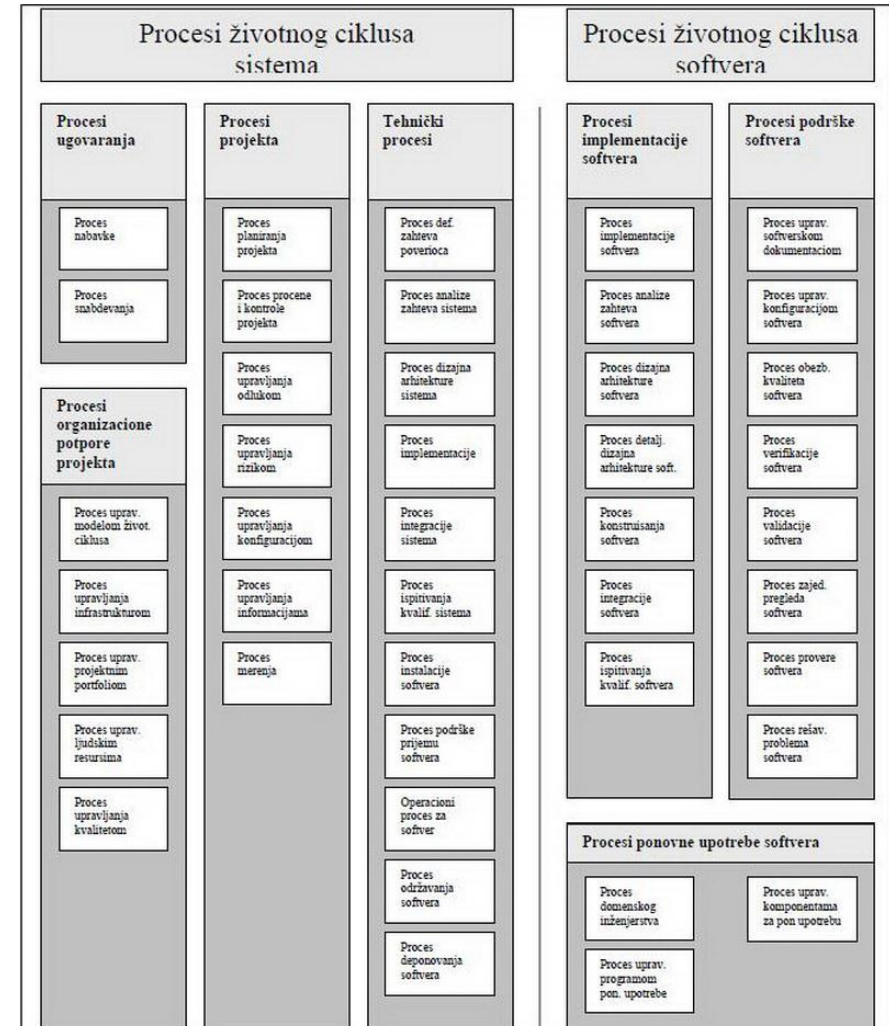 Procesi životnog ciklusa
sistema
Procesi životnog ciklusa
softvera
Procesi
ugovaranja
Proces
nabavke
Proces
snabdevanja
Procesi
organizacione
potpore
projekta
Proces uprav.
modelom život.
ciklusa
Proces
upravljanja
infrastrukturom
Proces uprav.
projektnim
portfoliom
Proces uprav.
ljudskim
resursima
Proces
upravljanja
kvalitetom
Procesi
projekta
Proces
planiranja
projekta
Proces procene
i kontrole
projekta
Proces
upravljanja
odlukom
Proces
upravljanja
rizikom
Proces
upravljanja
konfiguracijom
Proces
upravljanja
informacijama
Proces
merenja
Tehnički
procesi
Proces def.
zahteva
poverioca
Proces analize
zahteva sistema
Proces dizajna
arhitekture
sistema
Proces
implementacije
Proces
integracije
sistema
Proces
ispitivanja
kvalif. sistema
Proces
instalacije
softvera
Proces podrške
prijemu
softvera
Operacioni
proces za
softver
Proces
održavanja
softvera
Proces
deponovanja
softvera
Procesi
implementacije
softvera
Proces
implementacije
softvera
Proces analize
zahteva
softvera
Proces dizajna
arhitekture
softvera
Proces detalj.
dizajna
arhitekture soft.
Proces
konstruisanja
softvera
Proces
integracije
softvera
Proces
ispitivanja
kvalif. softvera
Procesi podrške
softvera
Proces uprav.
softverskom
dokumentaciom
Proces uprav.
konfiguracijom
softvera
Proces obezb.
kvaliteta
softvera
Proces
verifikacije
softvera
Proces
validacije
softvera
Proces zajed.
pregleda
softvera
Proces provere
softvera
Proces rešav.
problema
softvera
Procesi ponovne upotrebe softvera
Proces
domenskog
inženjerstva
Proces uprav.
komponentama
za pon upotrebu
Proces uprav.
programom
pon. upotrebe